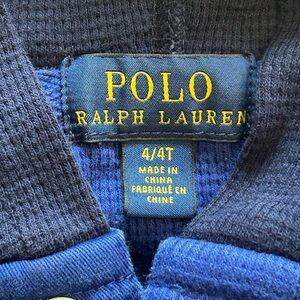 POLO
RALPH LAUREN
4/4T
MADE IN
CHINA
FABRIQUÉ EN
CHINE